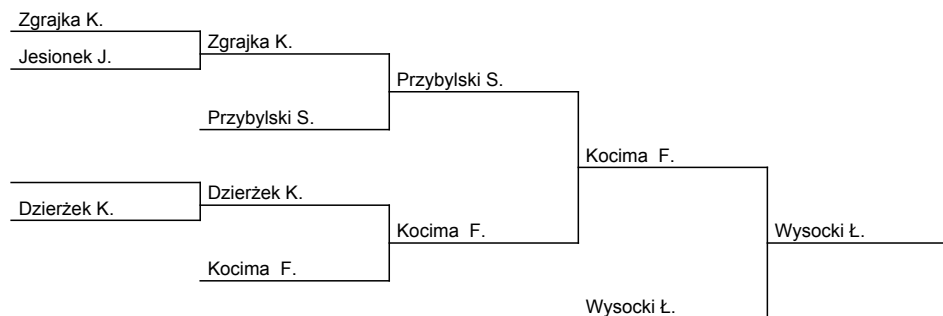 Zgrajka K.
Jesionek J.
Zgrajka K.
Przybylski S.
Przybylski S.
Dzierżek K.
Dzierżek K.
Kocima F.
Kocima F.
Kocima F.
Wysocki Ł.
Wysocki Ł.